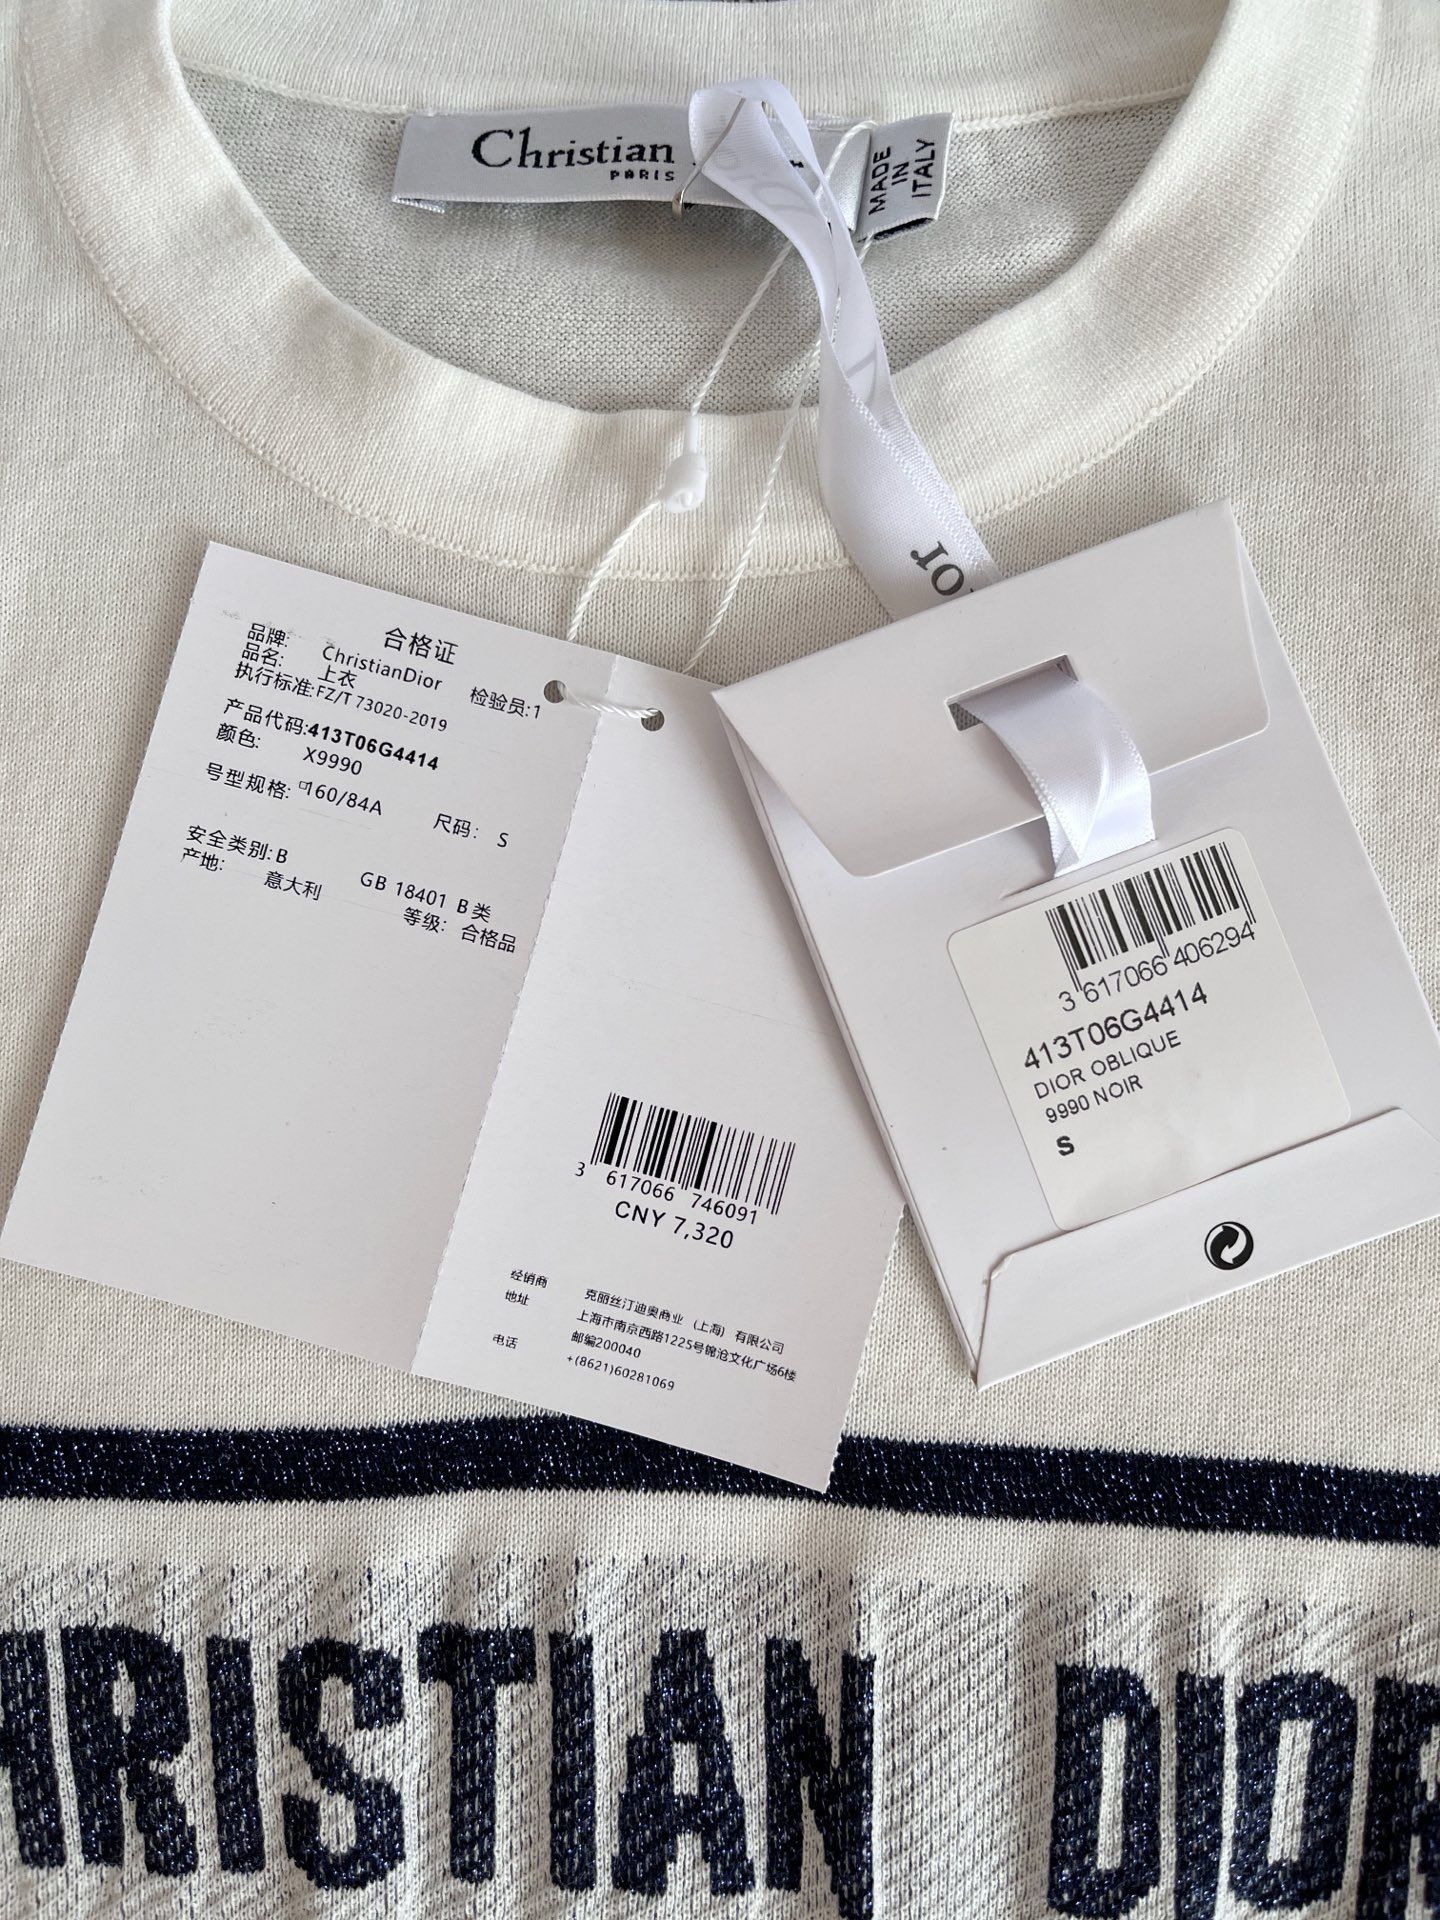 Christian
PARIS
MADE
IN
ITALY
Dior
合格证
品牌: ChristianDior
品名: 上衣
执行标准:FZ/T 73020-2019 检验员:1
产品代码:413T06G4414
颜色: X9990
号型规格: 160/84A 尺码: S
安全类别:B GB 18401 B类
产地: 意大利 等级: 合格品
3 617066 746091
CNY 7,320
经销商 克丽丝汀迪奥商业（上海）有限公司
地址 上海市南京西路1225号锦沧文化广场6楼
邮编200040
电话 +(8621)60281069
3 617066 406294
413T06G4414
DIOR OBLIQUE
9990 NOIR
S
HRISTIAN DIOR